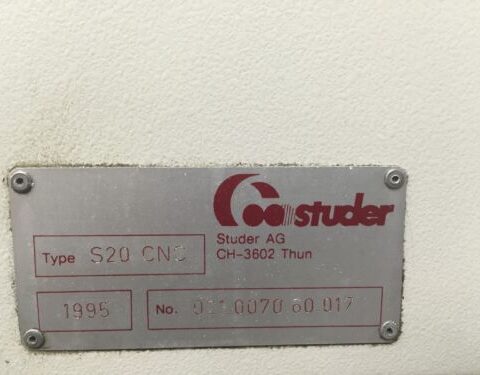 studer
Studer AG
CH-3602 Thun
Type S20 CNC
1995
No.